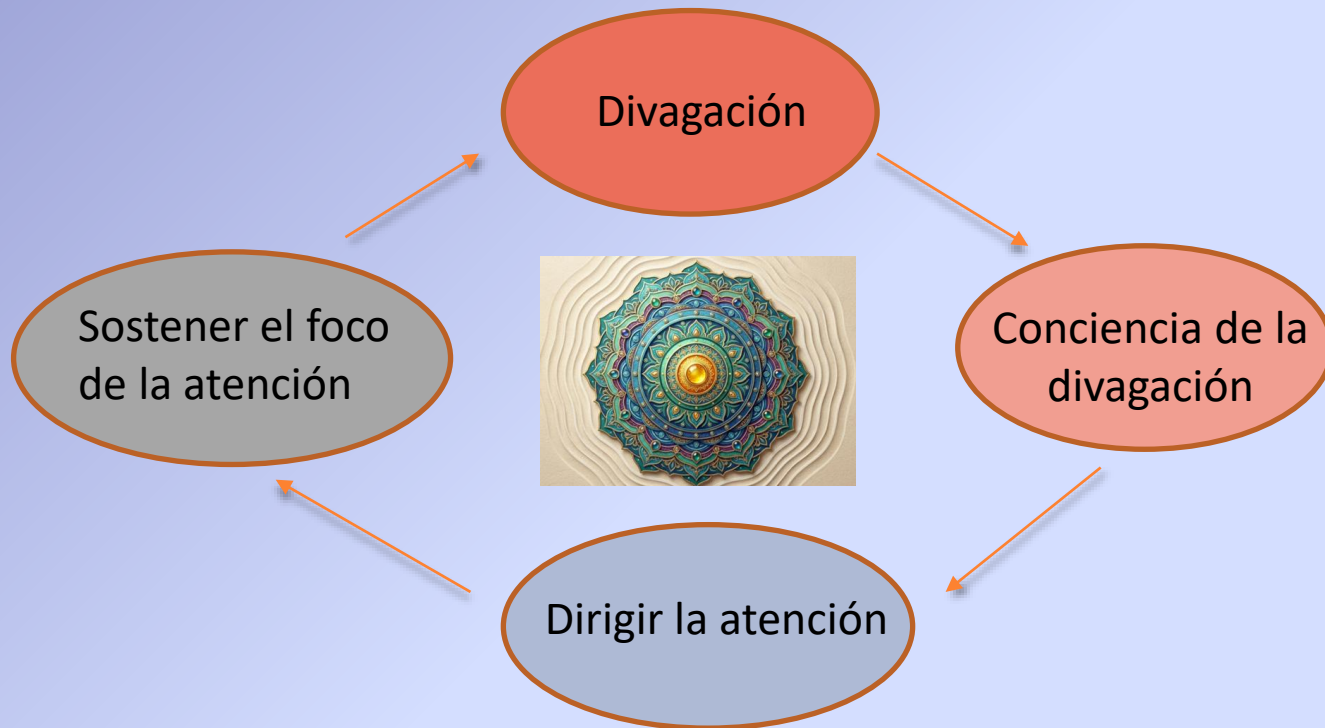 Divagación
Conciencia de la
divagación
Dirigir la atención
Sostener el foco
de la atención